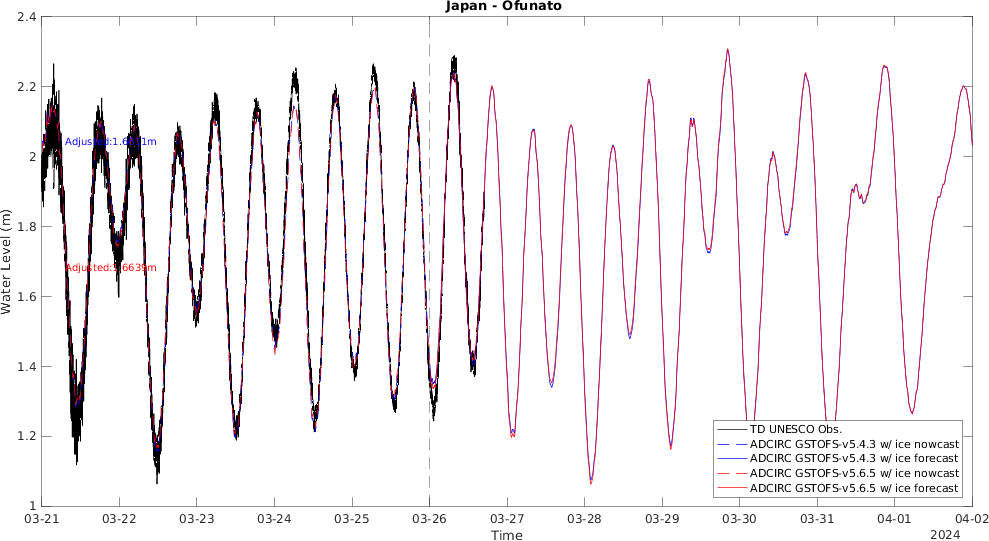 Japan - Ofunato
2.4
2.2
2
1.8
1.6
1.4
1.2
1
Water Level (m)
03-21
03-22
03-23
03-24
03-25
03-26
03-27
03-28
03-29
03-30
03-31
04-01
04-02
Time
2024
TD UNESCO Obs.
ADCIRC GSTOFS-v5.4.3 w/ ice nowcast
ADCIRC GSTOFS-v5.4.3 w/ ice forecast
ADCIRC GSTOFS-v5.6.5 w/ ice nowcast
ADCIRC GSTOFS-v5.6.5 w/ ice forecast